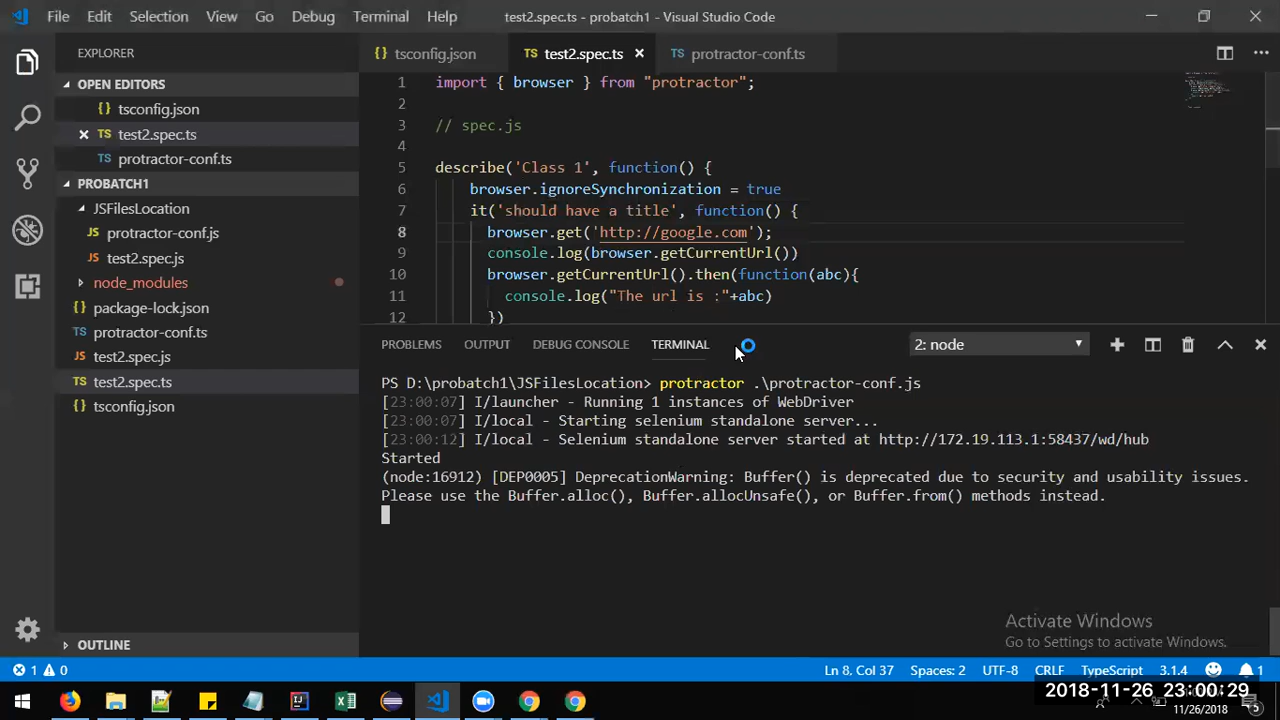 File Edit Selection View Go Debug Terminal Help test2.spec.ts - probatch1 - Visual Studio Code
EXPLORER
OPEN EDITORS
{} tsconfig.json
TS test2.spec.ts
TS protractor-conf.ts
PROBATCH1
JSFilesLocation
JS protractor-conf.js
JS test2.spec.js
node_modules
{} package-lock.json
TS protractor-conf.ts
JS test2.spec.js
TS test2.spec.ts
{} tsconfig.json
OUTLINE
{} tsconfig.json TS test2.spec.ts TS protractor-conf.ts
1 import { browser } from "protractor";
2
3 // spec.js
4
5 describe('Class 1', function() {
6 browser.ignoreSynchronization = true
7 it('should have a title', function() {
8 browser.get('http://google.com');
9 console.log(browser.getCurrentUrl())
10 browser.getCurrentUrl().then(function(abc){
11 console.log("The url is :"+abc)
12 })
PROBLEMS OUTPUT DEBUG CONSOLE TERMINAL 2: node
PS D:\probatch1\JSFilesLocation> protractor .\protractor-conf.js
[23:00:07] I/launcher - Running 1 instances of WebDriver
[23:00:07] I/local - Starting selenium standalone server...
[23:00:12] I/local - Selenium standalone server started at http://172.19.113.1:58437/wd/hub
Started
(node:16912) [DEP0005] DeprecationWarning: Buffer() is deprecated due to security and usability issues.
Please use the Buffer.alloc(), Buffer.allocUnsafe(), or Buffer.from() methods instead.
Activate Windows
Go to Settings to activate Windows.
1 0 Ln 8, Col 37 Spaces: 2 UTF-8 CRLF TypeScript 3.1.4 1
2018-11-26 23:00:29
11/26/2018 5